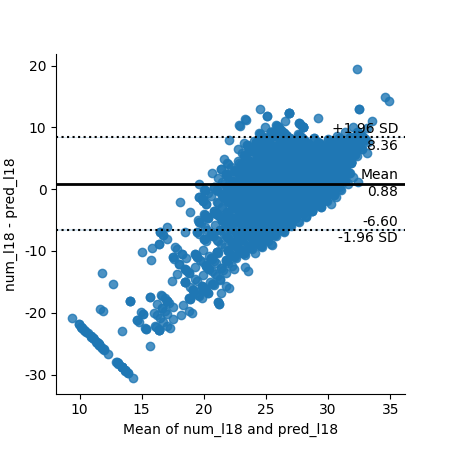 20
10
0
-10
-20
-30
num_l18 - pred_l18
+1.96 SD
8.36
Mean
0.88
-6.60
-1.96 SD
10 15 20 25 30 35
Mean of num_l18 and pred_l18